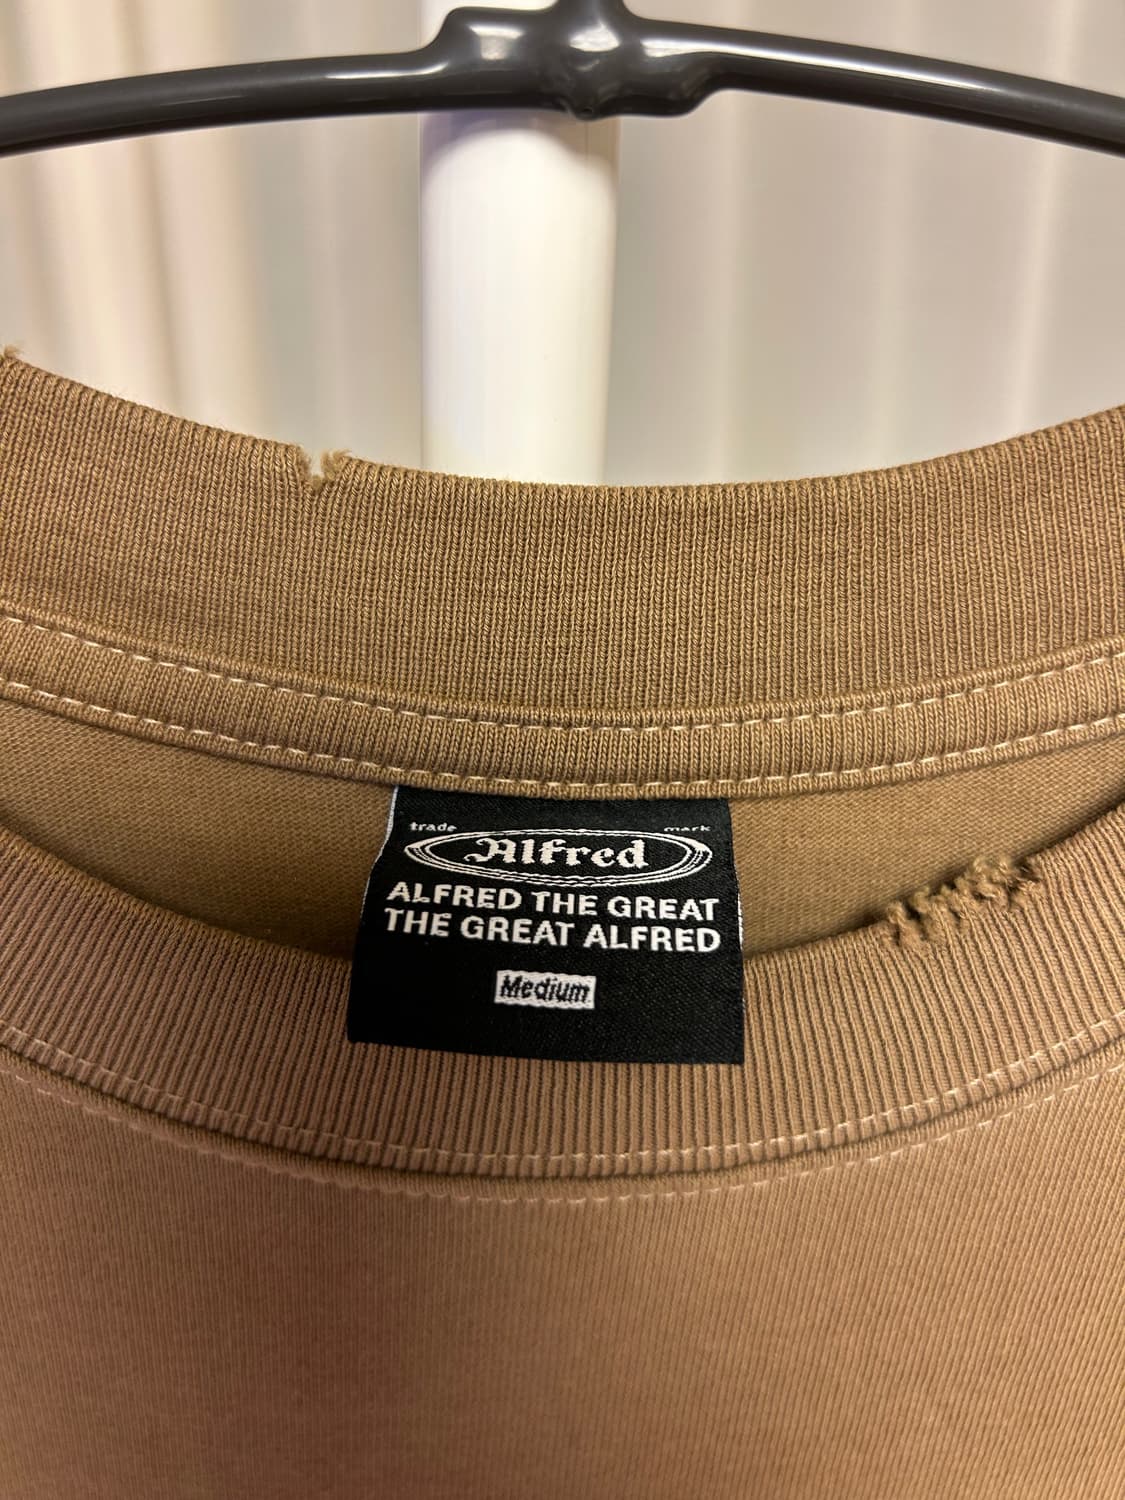 trade mark
Alfred
ALFRED THE GREAT
THE GREAT ALFRED
Medium